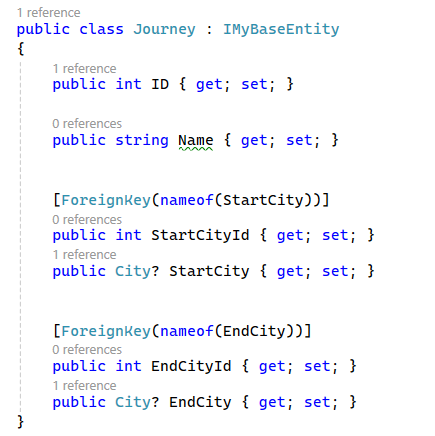 1 reference
public class Journey : IMyBaseEntity
{
1 reference
public int ID { get; set; }
0 references
public string Name { get; set; }
[ForeignKey(nameof(StartCity))]
0 references
public int StartCityId { get; set; }
1 reference
public City? StartCity { get; set; }
[ForeignKey(nameof(EndCity))]
0 references
public int EndCityId { get; set; }
1 reference
public City? EndCity { get; set; }
}